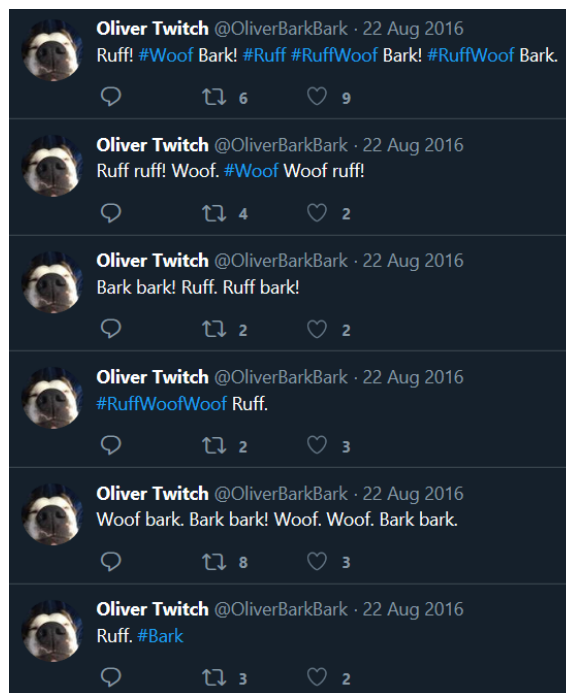 Oliver Twitch @OliverBarkBark · 22 Aug 2016
Ruff! #Woof Bark! #Ruff #RuffWoof Bark! #RuffWoof Bark.
6 9
Oliver Twitch @OliverBarkBark · 22 Aug 2016
Ruff ruff! Woof. #Woof Woof ruff!
4 2
Oliver Twitch @OliverBarkBark · 22 Aug 2016
Bark bark! Ruff. Ruff bark!
2 2
Oliver Twitch @OliverBarkBark · 22 Aug 2016
#RuffWoofWoof Ruff.
2 3
Oliver Twitch @OliverBarkBark · 22 Aug 2016
Woof bark. Bark bark! Woof. Woof. Bark bark.
8 3
Oliver Twitch @OliverBarkBark · 22 Aug 2016
Ruff. #Bark
3 2